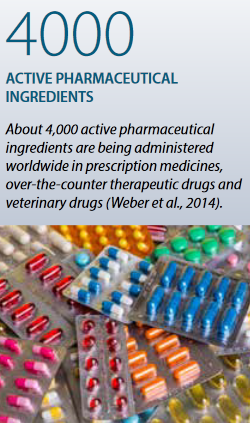 4000
ACTIVE PHARMACEUTICAL
INGREDIENTS
About 4,000 active pharmaceutical
ingredients are being administered
worldwide in prescription medicines,
over-the-counter therapeutic drugs and
veterinary drugs (Weber et al., 2014).